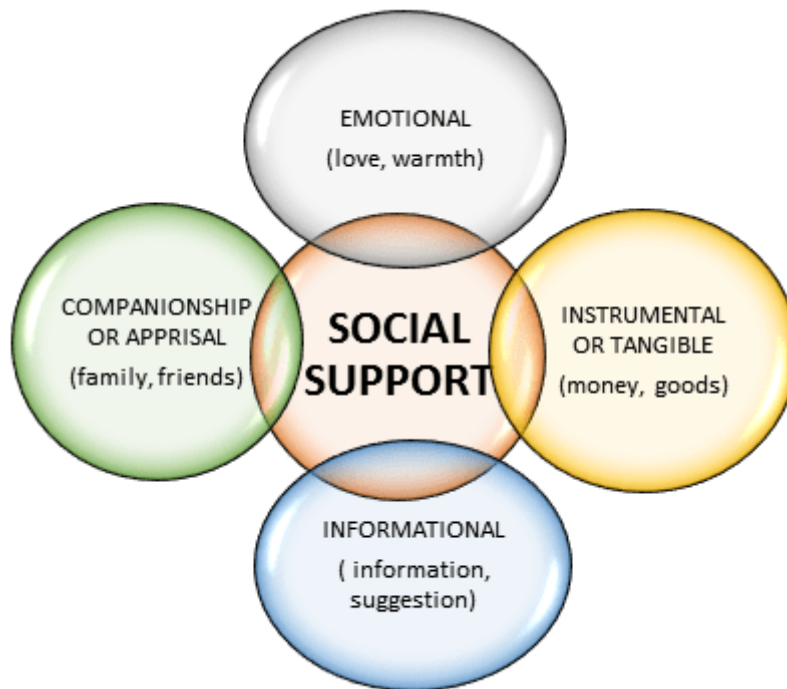 EMOTIONAL
(love, warmth)
COMPANIONSHIP
OR APPRISAL
(family, friends)
SOCIAL
SUPPORT
INSTRUMENTAL
OR TANGIBLE
(money, goods)
INFORMATIONAL
( information,
suggestion)